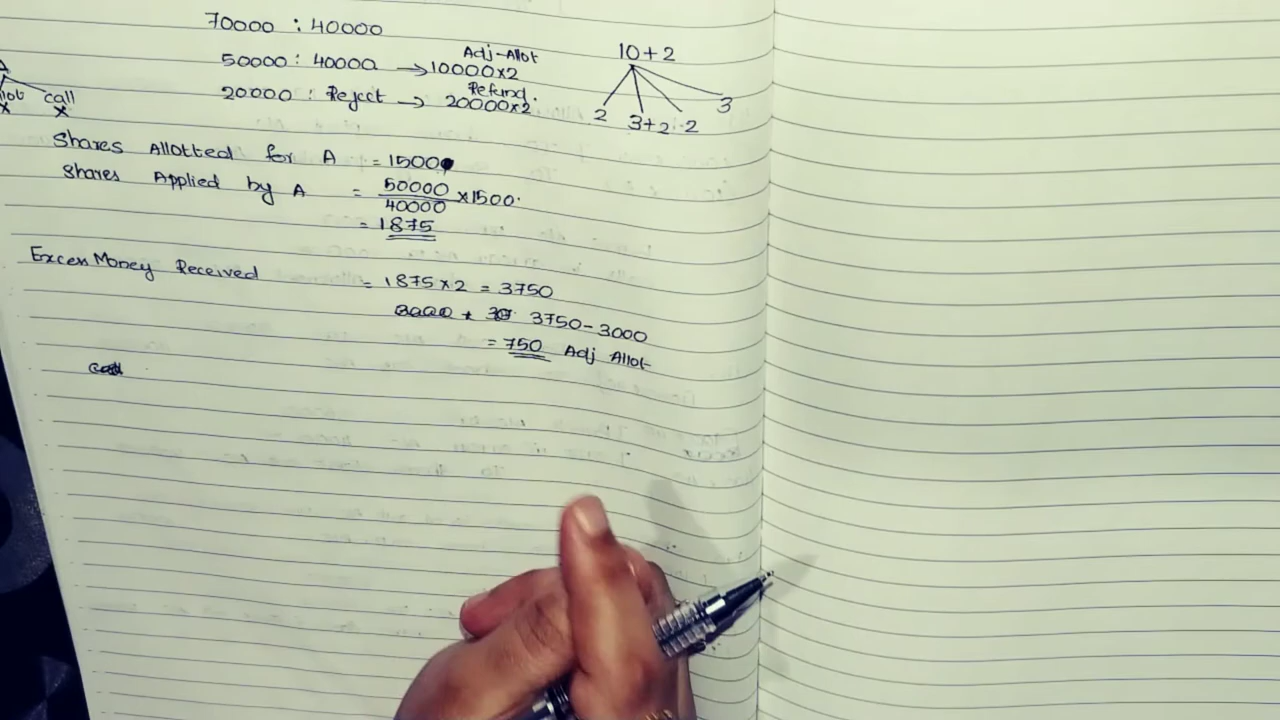 70000 : 40000
50000 : 40000 → 10000×2 Adj-Allot
20000 : Reject → 20000×2 Refund.
10+2
2 3+2 2 3
call
x x
Shares Allotted for A = 1500
Shares Applied by A = 50000/40000 ×1500.
= 1875
Excess Money Received = 1875×2 = 3750
3750-3000
= 750 Adj Allot